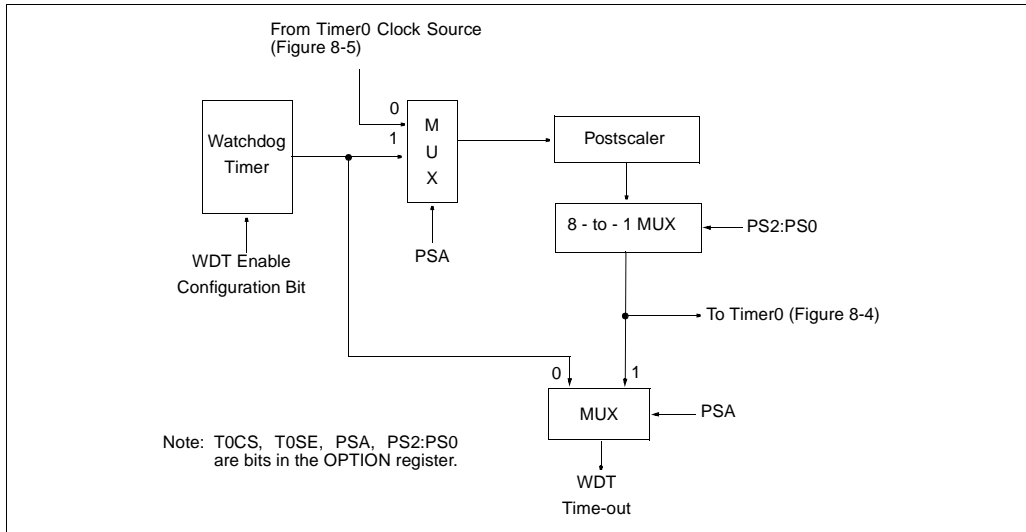 From Timer0 Clock Source
(Figure 8-5)
0
1
M
U
X
Watchdog
Timer
Postscaler
8 - to - 1 MUX
PS2:PS0
PSA
WDT Enable
Configuration Bit
To Timer0 (Figure 8-4)
0
1
MUX
PSA
Note: T0CS, T0SE, PSA, PS2:PS0
are bits in the OPTION register.
WDT
Time-out